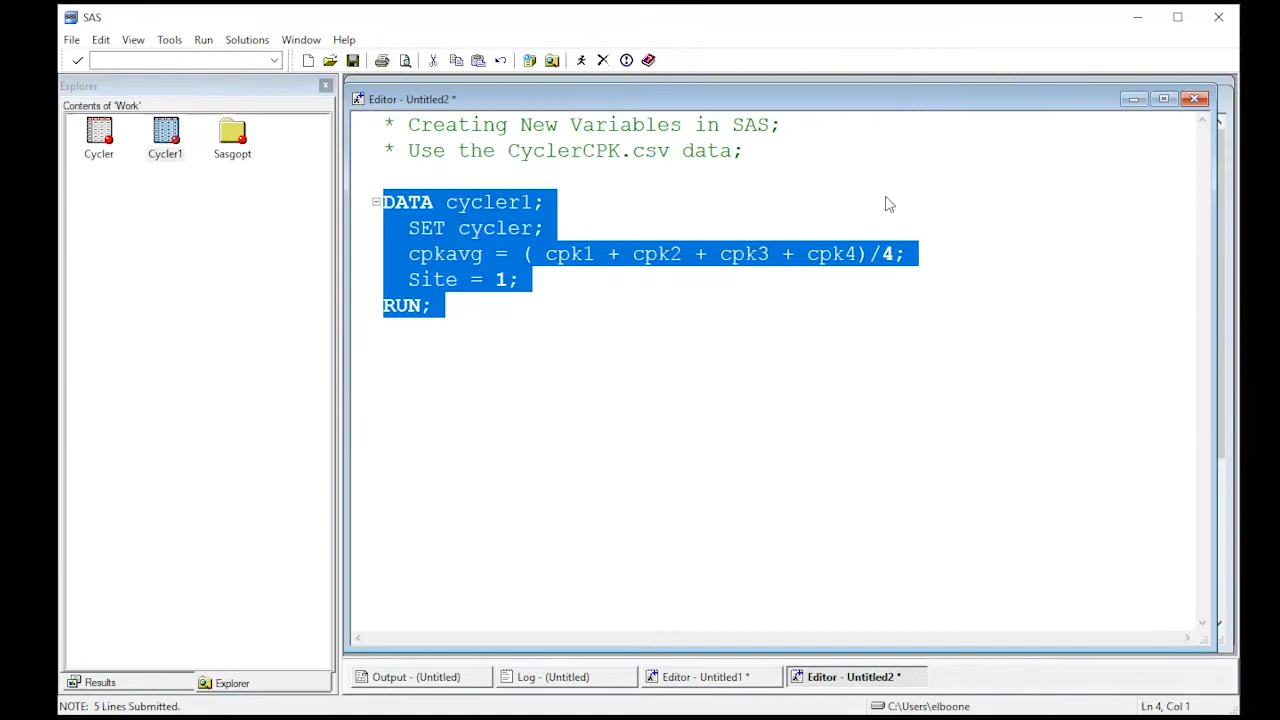 SAS
File Edit View Tools Run Solutions Window Help
Explorer
Contents of 'Work'
Cycler Cycler1 Sasgopt
Editor - Untitled2 *
* Creating New Variables in SAS;
* Use the CyclerCPK.csv data;
DATA cycler1;
SET cycler;
cpkavg = ( cpk1 + cpk2 + cpk3 + cpk4)/4;
Site = 1;
RUN;
Results Explorer
Output - (Untitled) Log - (Untitled) Editor - Untitled1 * Editor - Untitled2 *
NOTE: 5 Lines Submitted. C:\Users\elboone Ln 4, Col 1